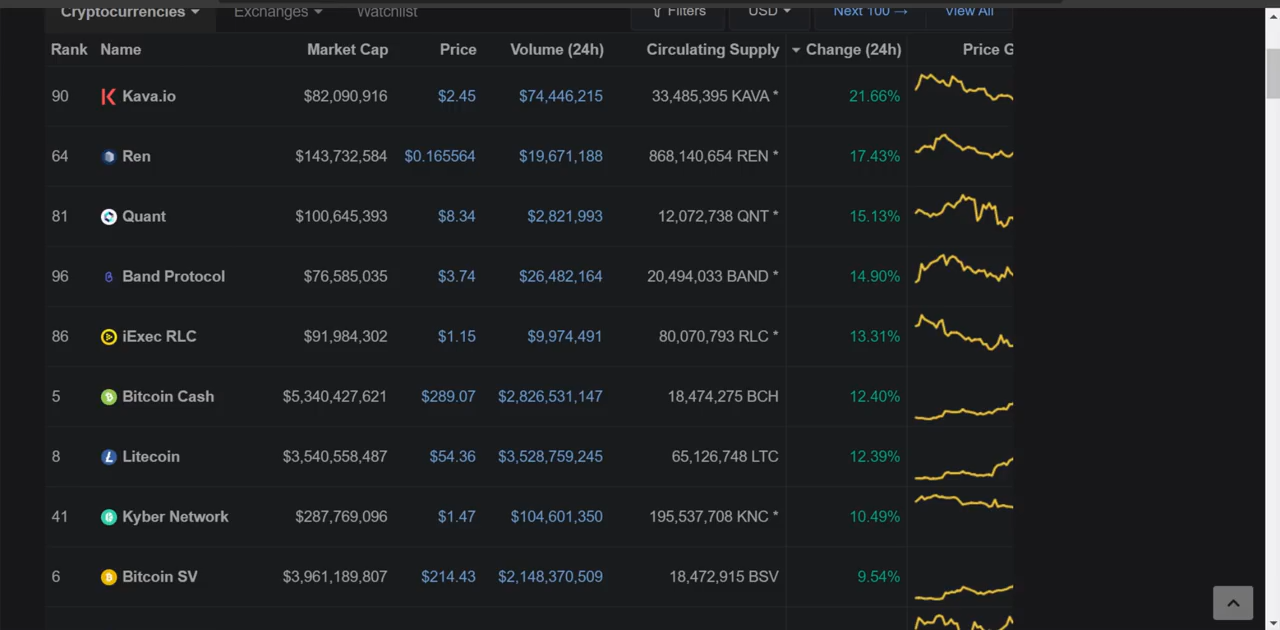 Cryptocurrencies Exchanges Watchlist Filters USD Next 100 → View All
Rank Name Market Cap Price Volume (24h) Circulating Supply Change (24h) Price G
90 Kava.io $82,090,916 $2.45 $74,446,215 33,485,395 KAVA * 21.66%
64 Ren $143,732,584 $0.165564 $19,671,188 868,140,654 REN * 17.43%
81 Quant $100,645,393 $8.34 $2,821,993 12,072,738 QNT * 15.13%
96 Band Protocol $76,585,035 $3.74 $26,482,164 20,494,033 BAND * 14.90%
86 iExec RLC $91,984,302 $1.15 $9,974,491 80,070,793 RLC * 13.31%
5 Bitcoin Cash $5,340,427,621 $289.07 $2,826,531,147 18,474,275 BCH 12.40%
8 Litecoin $3,540,558,487 $54.36 $3,528,759,245 65,126,748 LTC 12.39%
41 Kyber Network $287,769,096 $1.47 $104,601,350 195,537,708 KNC * 10.49%
6 Bitcoin SV $3,961,189,807 $214.43 $2,148,370,509 18,472,915 BSV 9.54%